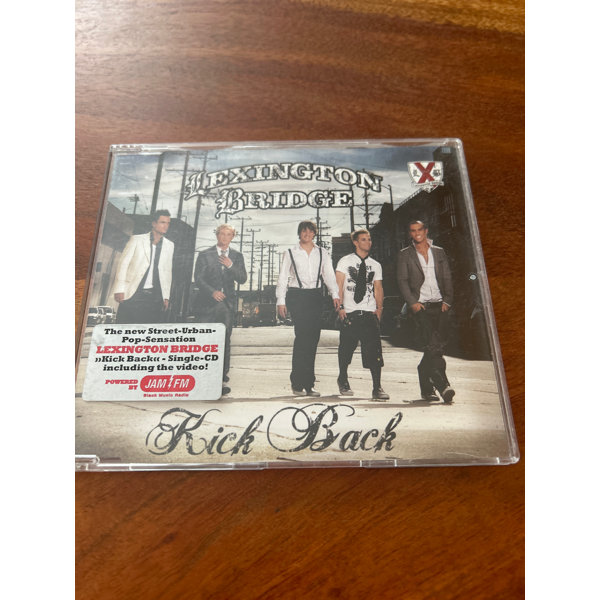 LEXINGTON
BRIDGE
X
The new Street-Urban-
Pop-Sensation
LEXINGTON BRIDGE
»Kick Back« - Single-CD
including the video!
POWERED
BY
JAM FM
Black Music Radio
Kick Back